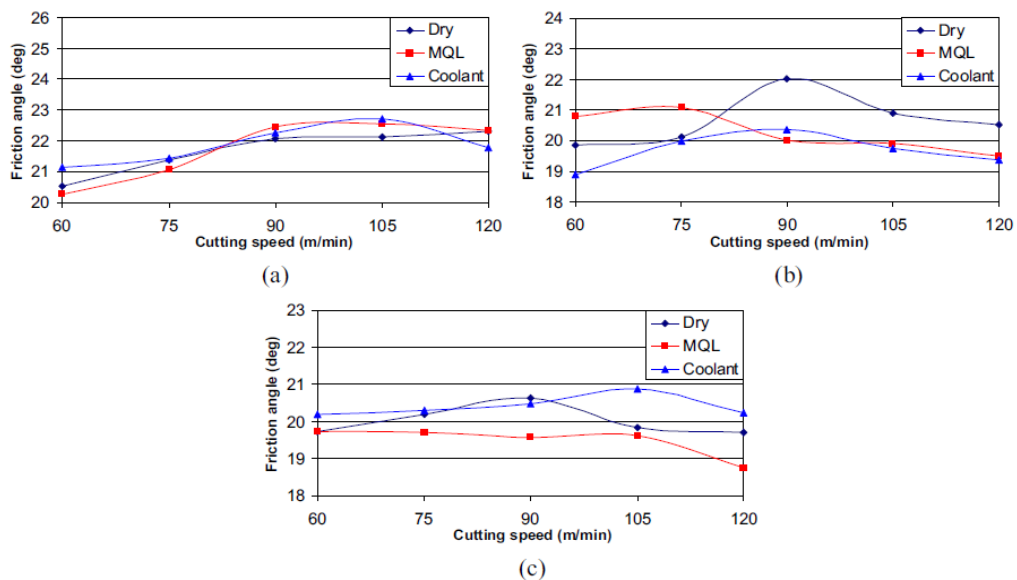 26
25
24
23
22
21
20
Friction angle (deg)
Dry
MQL
Coolant
60 75 90 105 120
Cutting speed (m/min)
(a)
24
22
20
18
Friction angle (deg)
Dry
MQL
Coolant
60 75 90 105 120
Cutting speed (m/min)
(b)
23
22
21
20
19
18
Friction angle (deg)
Dry
MQL
Coolant
60 75 90 105 120
Cutting speed (m/min)
(c)